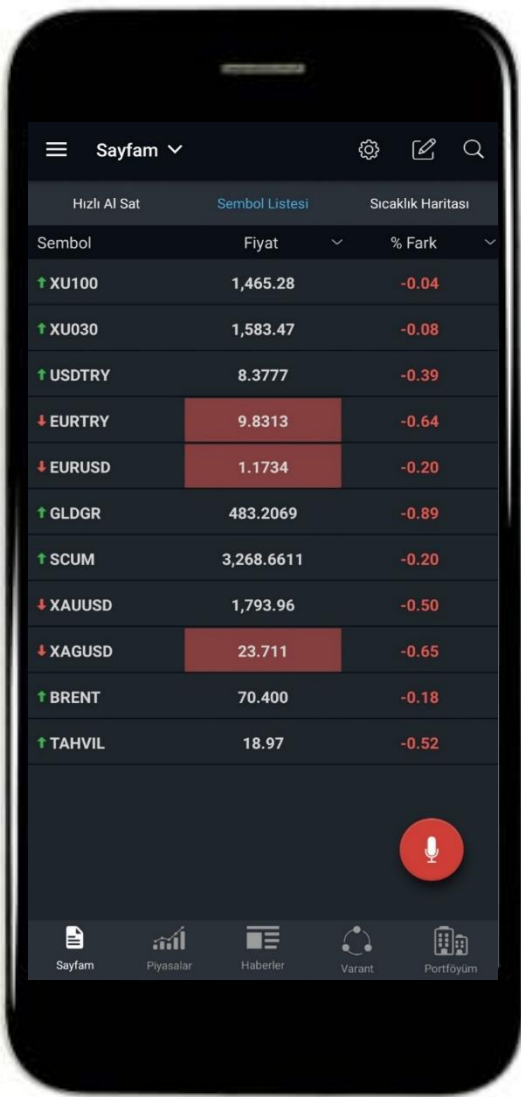 Sayfam
Hızlı Al Sat Sembol Listesi Sıcaklık Haritası
Sembol Fiyat % Fark
XU100 1,465.28 -0.04
XU030 1,583.47 -0.08
USDTRY 8.3777 -0.39
EURTRY 9.8313 -0.64
EURUSD 1.1734 -0.20
GLDGR 483.2069 -0.89
SCUM 3,268.6611 -0.20
XAUUSD 1,793.96 -0.50
XAGUSD 23.711 -0.65
BRENT 70.400 -0.18
TAHVIL 18.97 -0.52
Sayfam Piyasalar Haberler Varant Portföyüm